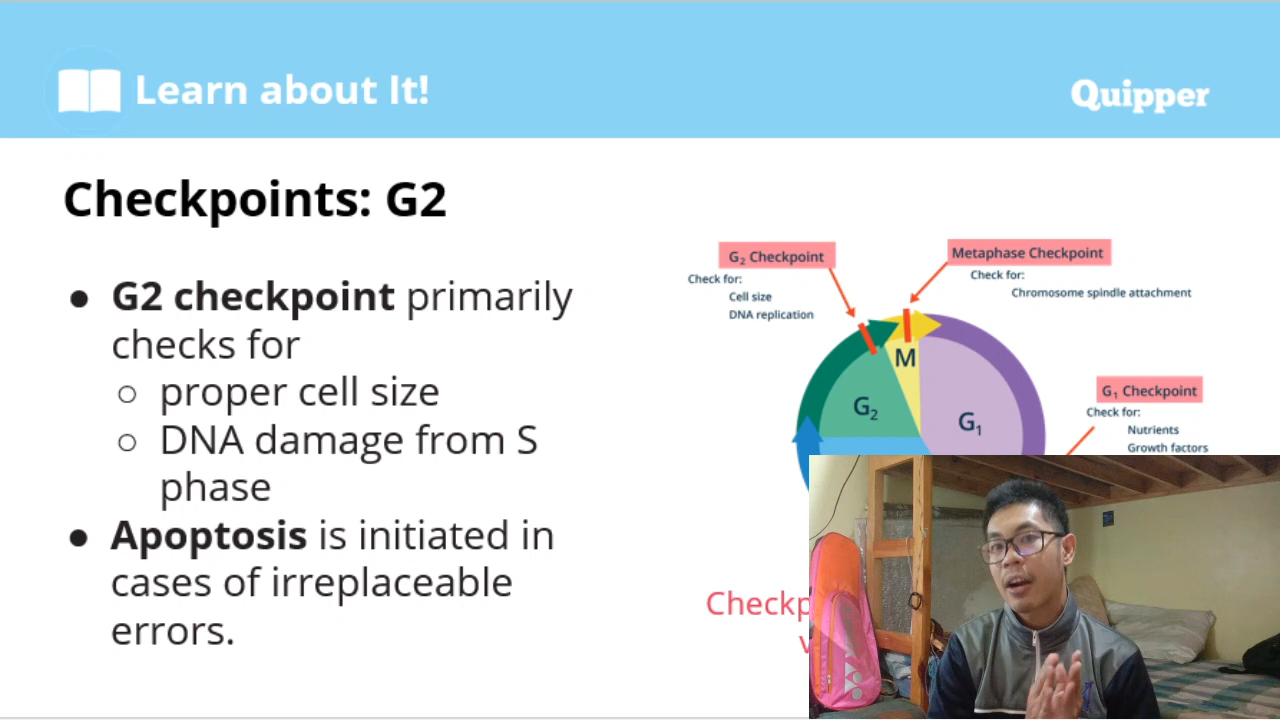 Learn about It!
Quipper
Checkpoints: G2
● G2 checkpoint primarily
checks for
○ proper cell size
○ DNA damage from S
phase
● Apoptosis is initiated in
cases of irreplaceable
errors.
G₂ Checkpoint
Check for:
Cell size
DNA replication
Metaphase Checkpoint
Check for:
Chromosome spindle attachment
M
G₂
G₁
G₁ Checkpoint
Check for:
Nutrients
Growth factors